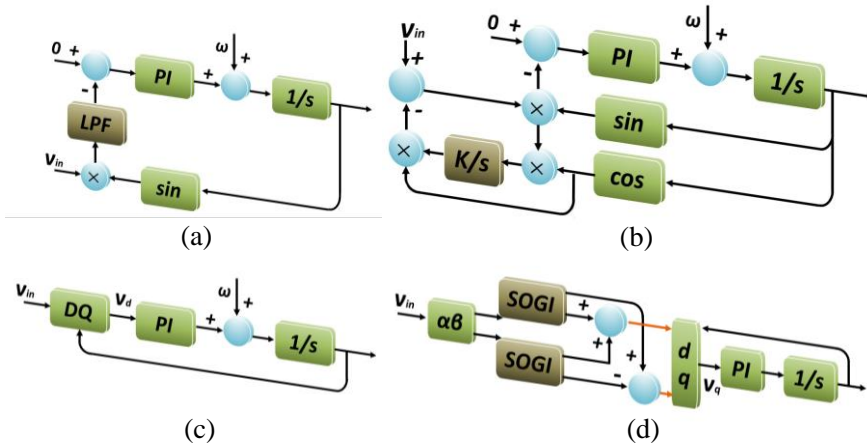 0 + PI + ω +
1/s
-
LPF
v_in × sin
(a)
v_in + 0 + PI + ω +
1/s
- - × sin
× K/s × cos
(b)
v_in DQ v_d PI + ω +
1/s
(c)
v_in αβ SOGI + + d q PI 1/s
SOGI + - v_q
+
(d)